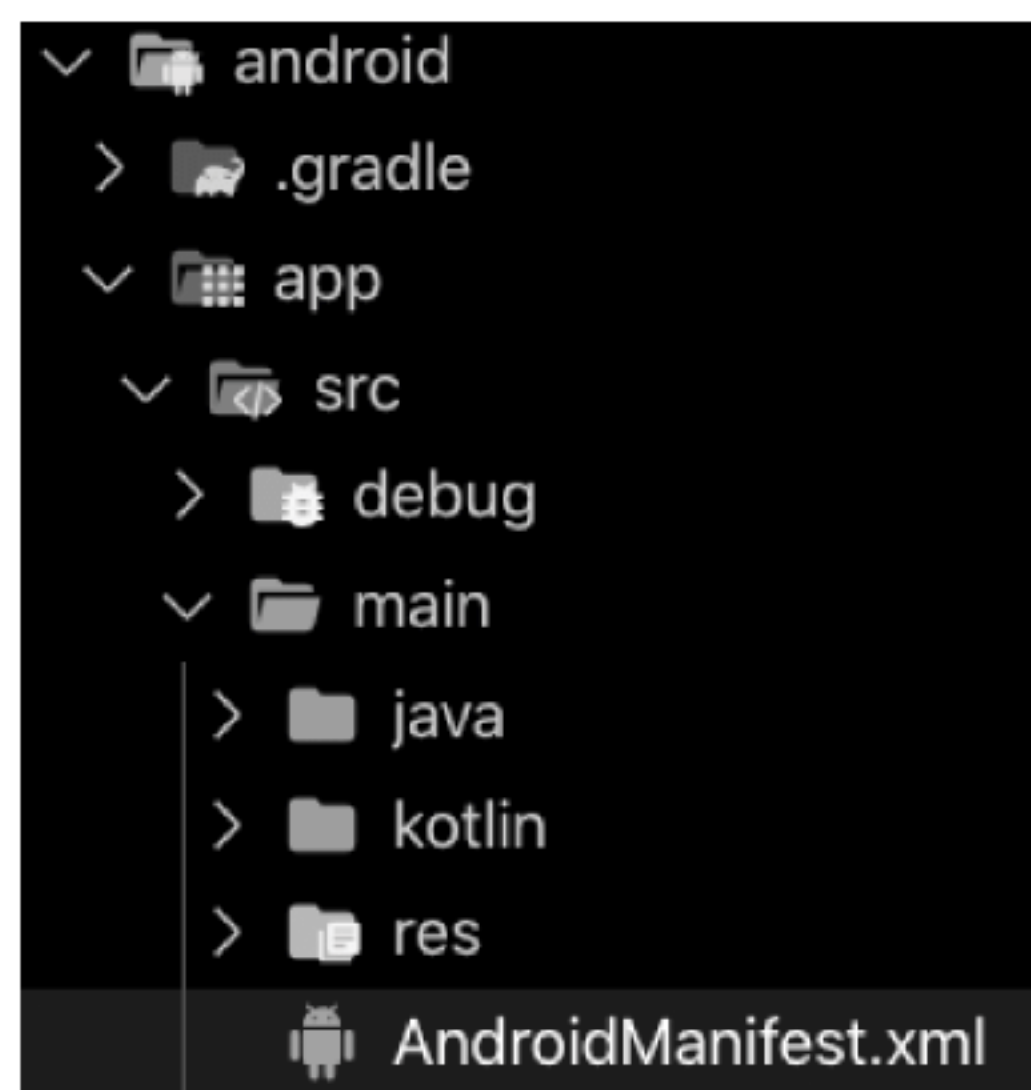 android
.gradle
app
src
debug
main
java
kotlin
res
AndroidManifest.xml